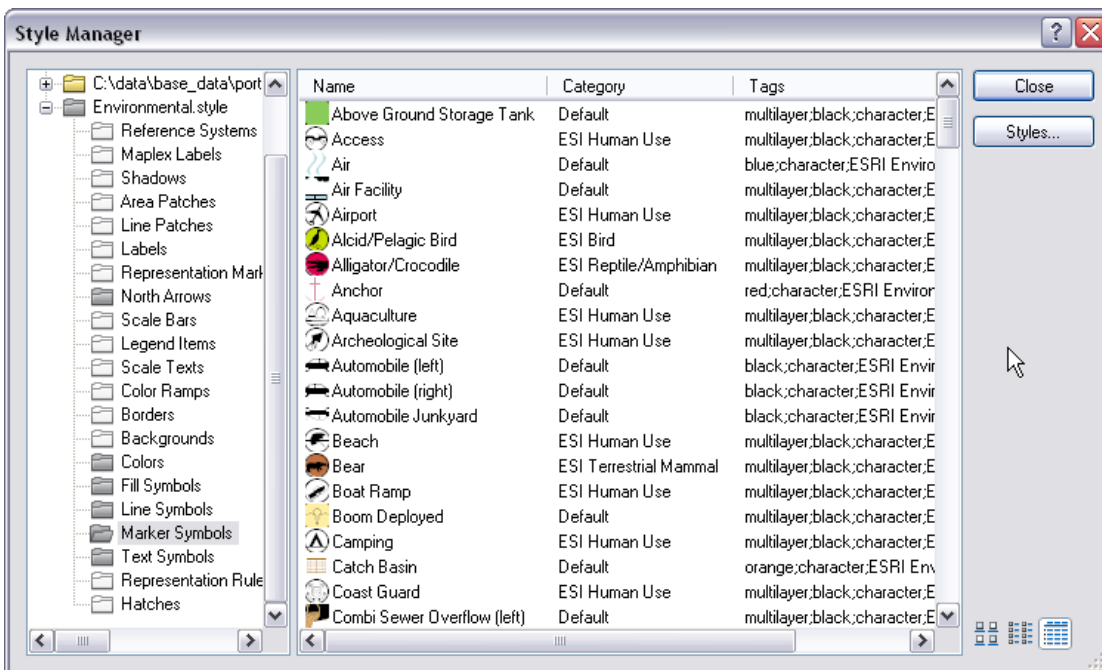 Style Manager
C:\data\base_data\port
Environmental.style
Reference Systems
Maplex Labels
Shadows
Area Patches
Line Patches
Labels
Representation Mark
North Arrows
Scale Bars
Legend Items
Scale Texts
Color Ramps
Borders
Backgrounds
Colors
Fill Symbols
Line Symbols
Marker Symbols
Text Symbols
Representation Rule
Hatches
Name Category Tags
Above Ground Storage Tank Default multilayer;black;character;E
Access ESI Human Use multilayer;black;character;E
Air Default blue;character;ESRI Enviro
Air Facility Default multilayer;black;character;E
Airport ESI Human Use multilayer;black;character;E
Alcid/Pelagic Bird ESI Bird multilayer;black;character;E
Alligator/Crocodile ESI Reptile/Amphibian multilayer;black;character;E
Anchor Default red;character;ESRI Environ
Aquaculture ESI Human Use multilayer;black;character;E
Archeological Site ESI Human Use multilayer;black;character;E
Automobile (left) Default black;character;ESRI Envir
Automobile (right) Default black;character;ESRI Envir
Automobile Junkyard Default black;character;ESRI Envir
Beach ESI Human Use multilayer;black;character;E
Bear ESI Terrestrial Mammal multilayer;black;character;E
Boat Ramp ESI Human Use multilayer;black;character;E
Boom Deployed Default multilayer;black;character;E
Camping ESI Human Use multilayer;black;character;E
Catch Basin Default orange;character;ESRI Env
Coast Guard ESI Human Use multilayer;black;character;E
Combi Sewer Overflow (left) Default multilayer;black;character;E
Close
Styles...